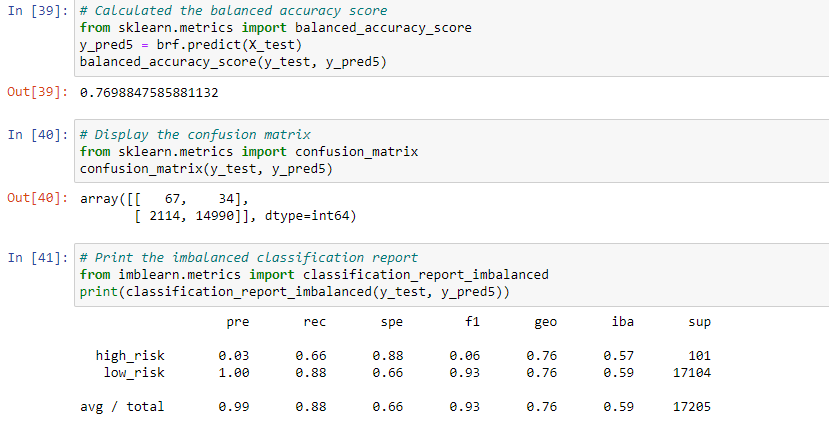 In [39]: # Calculated the balanced accuracy score
from sklearn.metrics import balanced_accuracy_score
y_pred5 = brf.predict(X_test)
balanced_accuracy_score(y_test, y_pred5)
Out[39]: 0.7698847585881132
In [40]: # Display the confusion matrix
from sklearn.metrics import confusion_matrix
confusion_matrix(y_test, y_pred5)
Out[40]: array([[   67,    34],
       [ 2114, 14990]], dtype=int64)
In [41]: # Print the imbalanced classification report
from imblearn.metrics import classification_report_imbalanced
print(classification_report_imbalanced(y_test, y_pred5))
pre rec spe f1 geo iba sup
high_risk 0.03 0.66 0.88 0.06 0.76 0.57 101
low_risk 1.00 0.88 0.66 0.93 0.76 0.59 17104
avg / total 0.99 0.88 0.66 0.93 0.76 0.59 17205